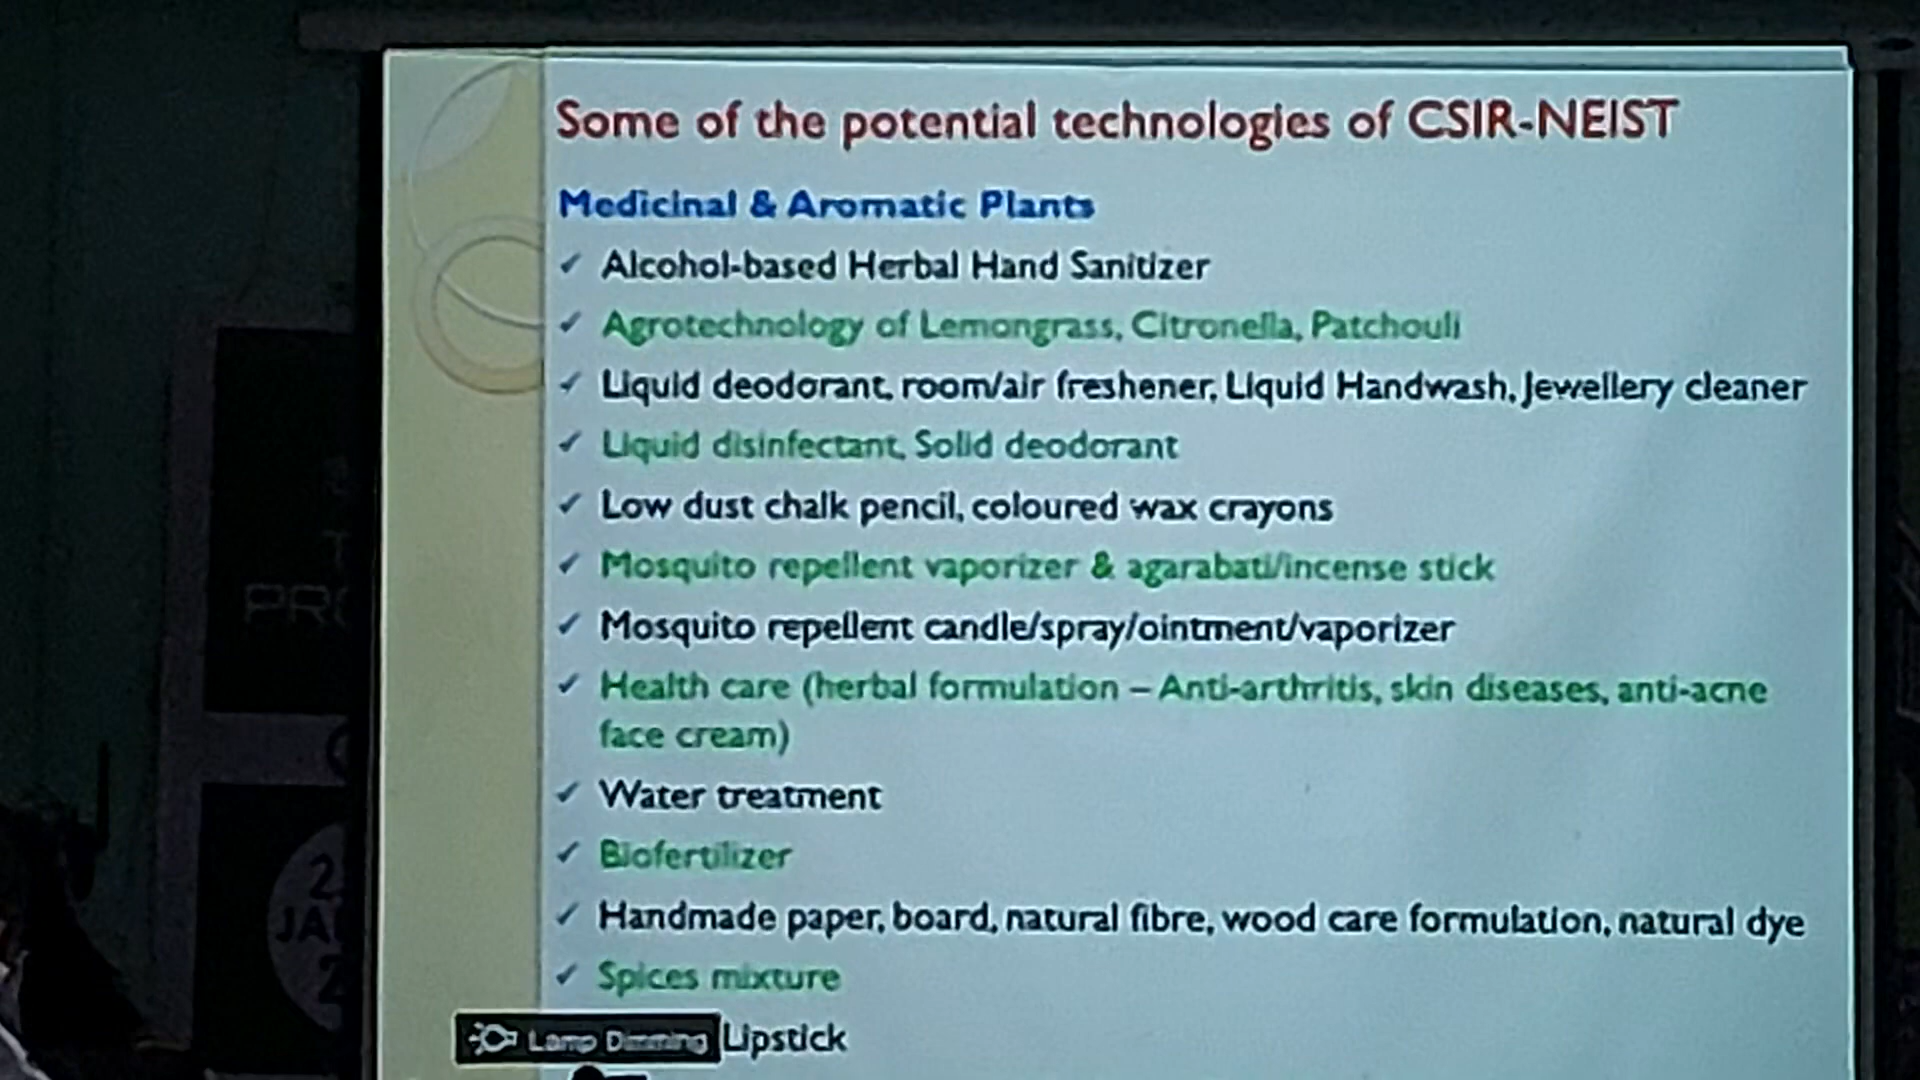 Some of the potential technologies of CSIR-NEIST
Medicinal & Aromatic Plants
✓ Alcohol-based Herbal Hand Sanitizer
✓ Agrotechnology of Lemongrass, Citronella, Patchouli
✓ Liquid deodorant, room/air freshener, Liquid Handwash, Jewellery cleaner
✓ Liquid disinfectant, Solid deodorant
✓ Low dust chalk pencil, coloured wax crayons
✓ Mosquito repellent vaporizer & agarabati/incense stick
✓ Mosquito repellent candle/spray/ointment/vaporizer
✓ Health care (herbal formulation – Anti-arthritis, skin diseases, anti-acne
face cream)
✓ Water treatment
✓ Biofertilizer
✓ Handmade paper, board, natural fibre, wood care formulation, natural dye
✓ Spices mixture
Lamp Dimming Lipstick